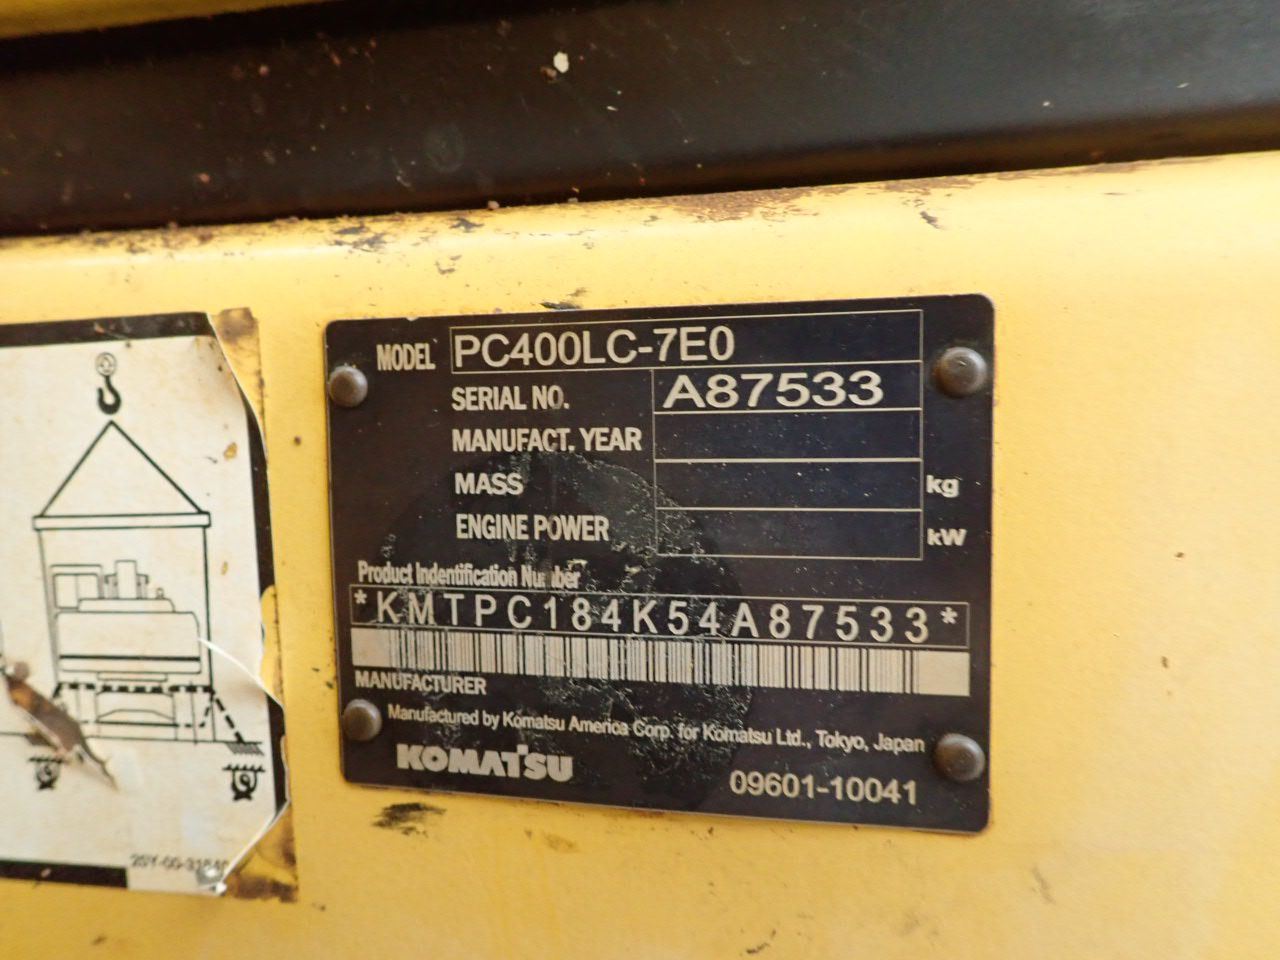 MODEL PC400LC-7E0
SERIAL NO. A87533
MANUFACT. YEAR
MASS kg
ENGINE POWER kW
Product Indentification Number
*KMTPC184K54A87533*
MANUFACTURER
Manufactured by Komatsu America Corp. for Komatsu Ltd., Tokyo, Japan
KOMATSU
09601-10041